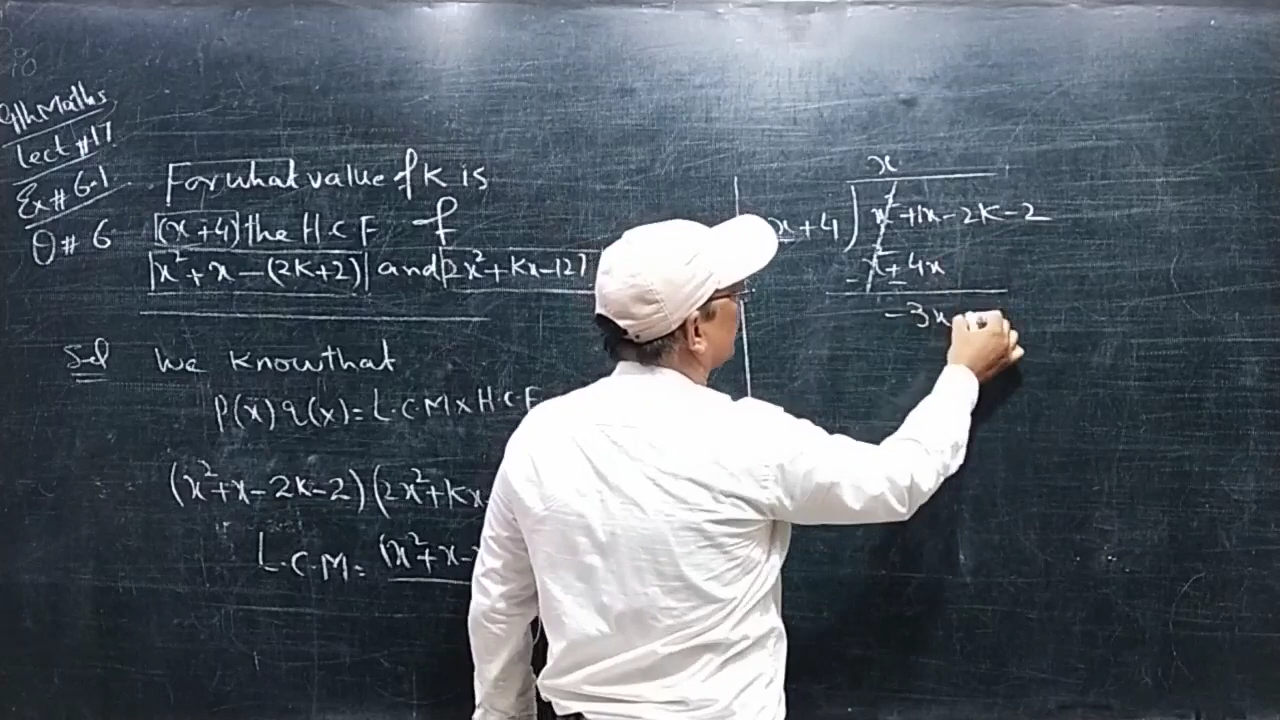 9th Maths
Lect #17
Ex# 6.1
Q# 6
For what value of K is
(x+4) the H.C.F of
x²+x-(2K+2) and 2x²+Kx-12?
Sol We know that
p(x) q(x)= L.C.M x H.C.F
(x²+x-2K-2)(2x²+Kx-
L.C.M= (x²+x-
x
x+4) x²+1x-2K-2
- x²+4x
-
-3x